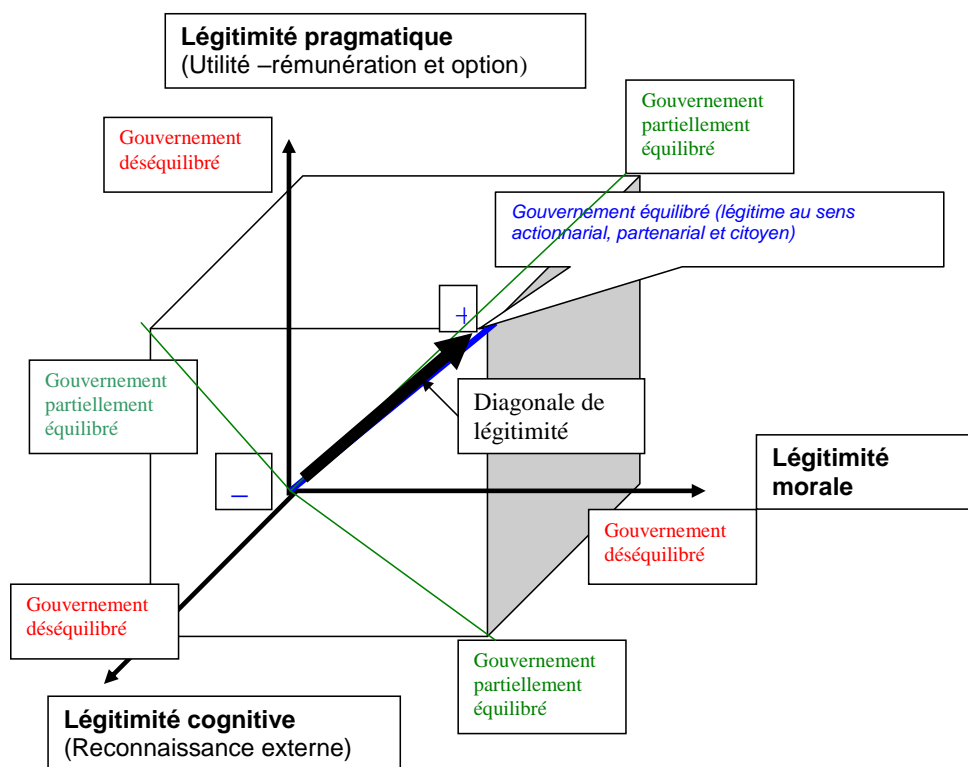 Légitimité pragmatique
(Utilité –rémunération et option)
Gouvernement
partiellement
équilibré
Gouvernement
déséquilibré
Gouvernement équilibré (légitime au sens
actionnarial, partenarial et citoyen)
+
Gouvernement
partiellement
équilibré
Diagonale de
légitimité
–
Légitimité
morale
Gouvernement
déséquilibré
Gouvernement
déséquilibré
Gouvernement
partiellement
équilibré
Légitimité cognitive
(Reconnaissance externe)